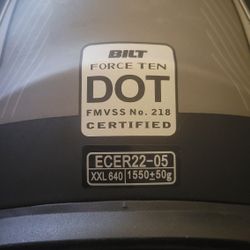 BILT
FORCE TEN
DOT
FMVSS No. 218
CERTIFIED
ECER22-05
XXL 640 1550±50g